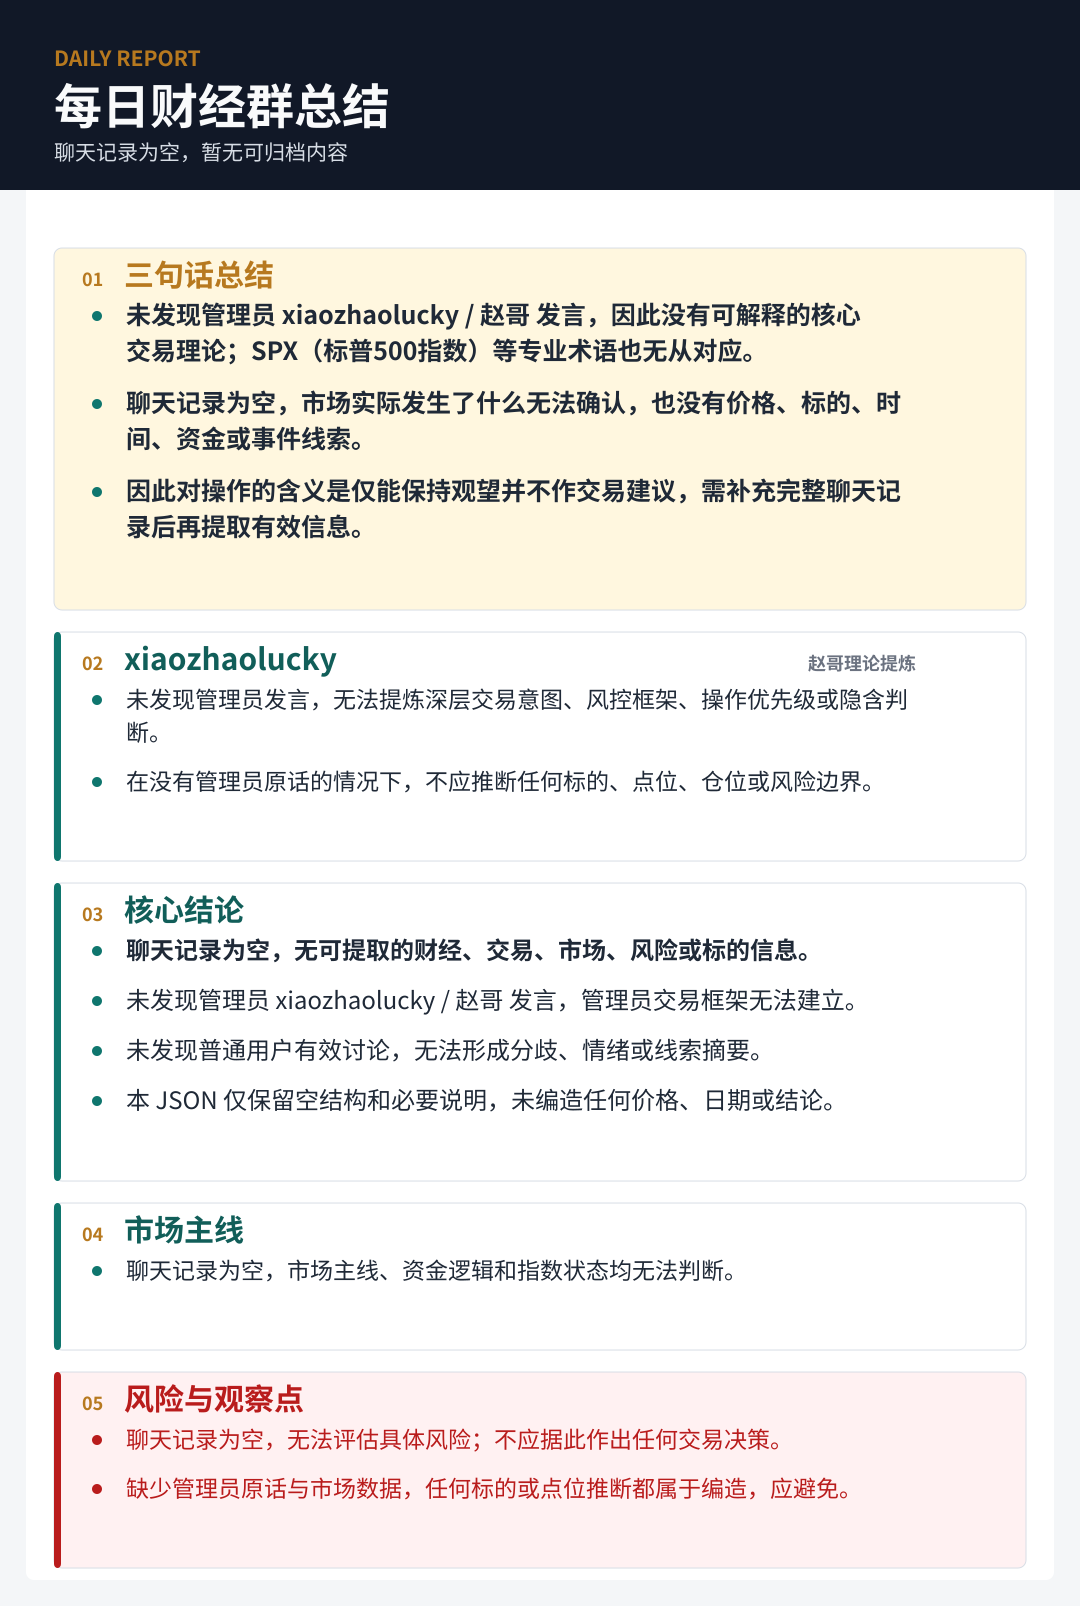 DAILY REPORT
每日财经群总结
聊天记录为空，暂无可归档内容
01 三句话总结
未发现管理员 xiaozhaolucky / 赵哥 发言，因此没有可解释的核心
交易理论；SPX（标普500指数）等专业术语也无从对应。
聊天记录为空，市场实际发生了什么无法确认，也没有价格、标的、时
间、资金或事件线索。
因此对操作的含义是仅能保持观望并不作交易建议，需补充完整聊天记
录后再提取有效信息。
02 xiaozhaolucky 赵哥理论提炼
未发现管理员发言，无法提炼深层交易意图、风控框架、操作优先级或隐含判
断。
在没有管理员原话的情况下，不应推断任何标的、点位、仓位或风险边界。
03 核心结论
聊天记录为空，无可提取的财经、交易、市场、风险或标的信息。
未发现管理员 xiaozhaolucky / 赵哥 发言，管理员交易框架无法建立。
未发现普通用户有效讨论，无法形成分歧、情绪或线索摘要。
本 JSON 仅保留空结构和必要说明，未编造任何价格、日期或结论。
04 市场主线
聊天记录为空，市场主线、资金逻辑和指数状态均无法判断。
05 风险与观察点
聊天记录为空，无法评估具体风险；不应据此作出任何交易决策。
缺少管理员原话与市场数据，任何标的或点位推断都属于编造，应避免。